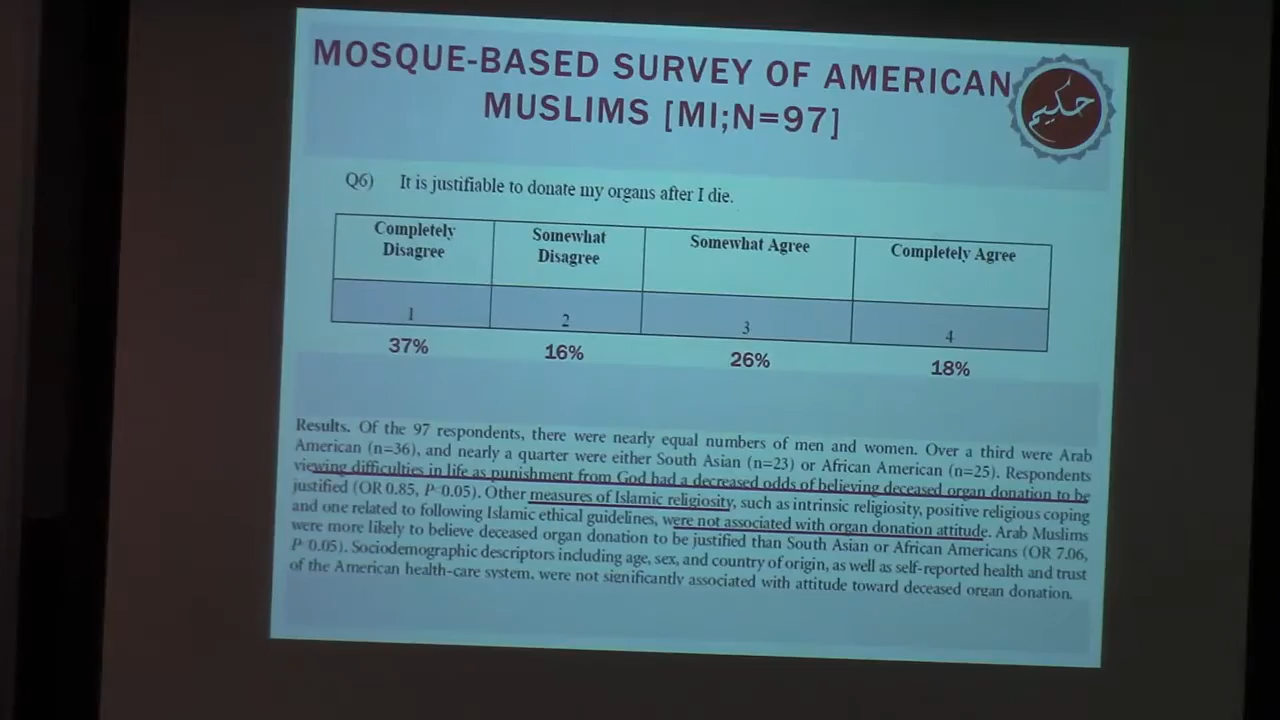 MOSQUE-BASED SURVEY OF AMERICAN
MUSLIMS [MI;N=97]
حكيم
Q6) It is justifiable to donate my organs after I die.
Completely Disagree
Somewhat Disagree
Somewhat Agree
Completely Agree
1 2 3 4
37% 16% 26% 18%
Results. Of the 97 respondents, there were nearly equal numbers of men and women. Over a third were Arab
American (n=36), and nearly a quarter were either South Asian (n=23) or African American (n=25). Respondents
viewing difficulties in life as punishment from God had a decreased odds of believing deceased organ donation to be
justified (OR 0.85, P 0.05). Other measures of Islamic religiosity, such as intrinsic religiosity, positive religious coping
and one related to following Islamic ethical guidelines, were not associated with organ donation attitude. Arab Muslims
were more likely to believe deceased organ donation to be justified than South Asian or African Americans (OR 7.06,
P 0.05). Sociodemographic descriptors including age, sex, and country of origin, as well as self-reported health and trust
of the American health-care system, were not significantly associated with attitude toward deceased organ donation.